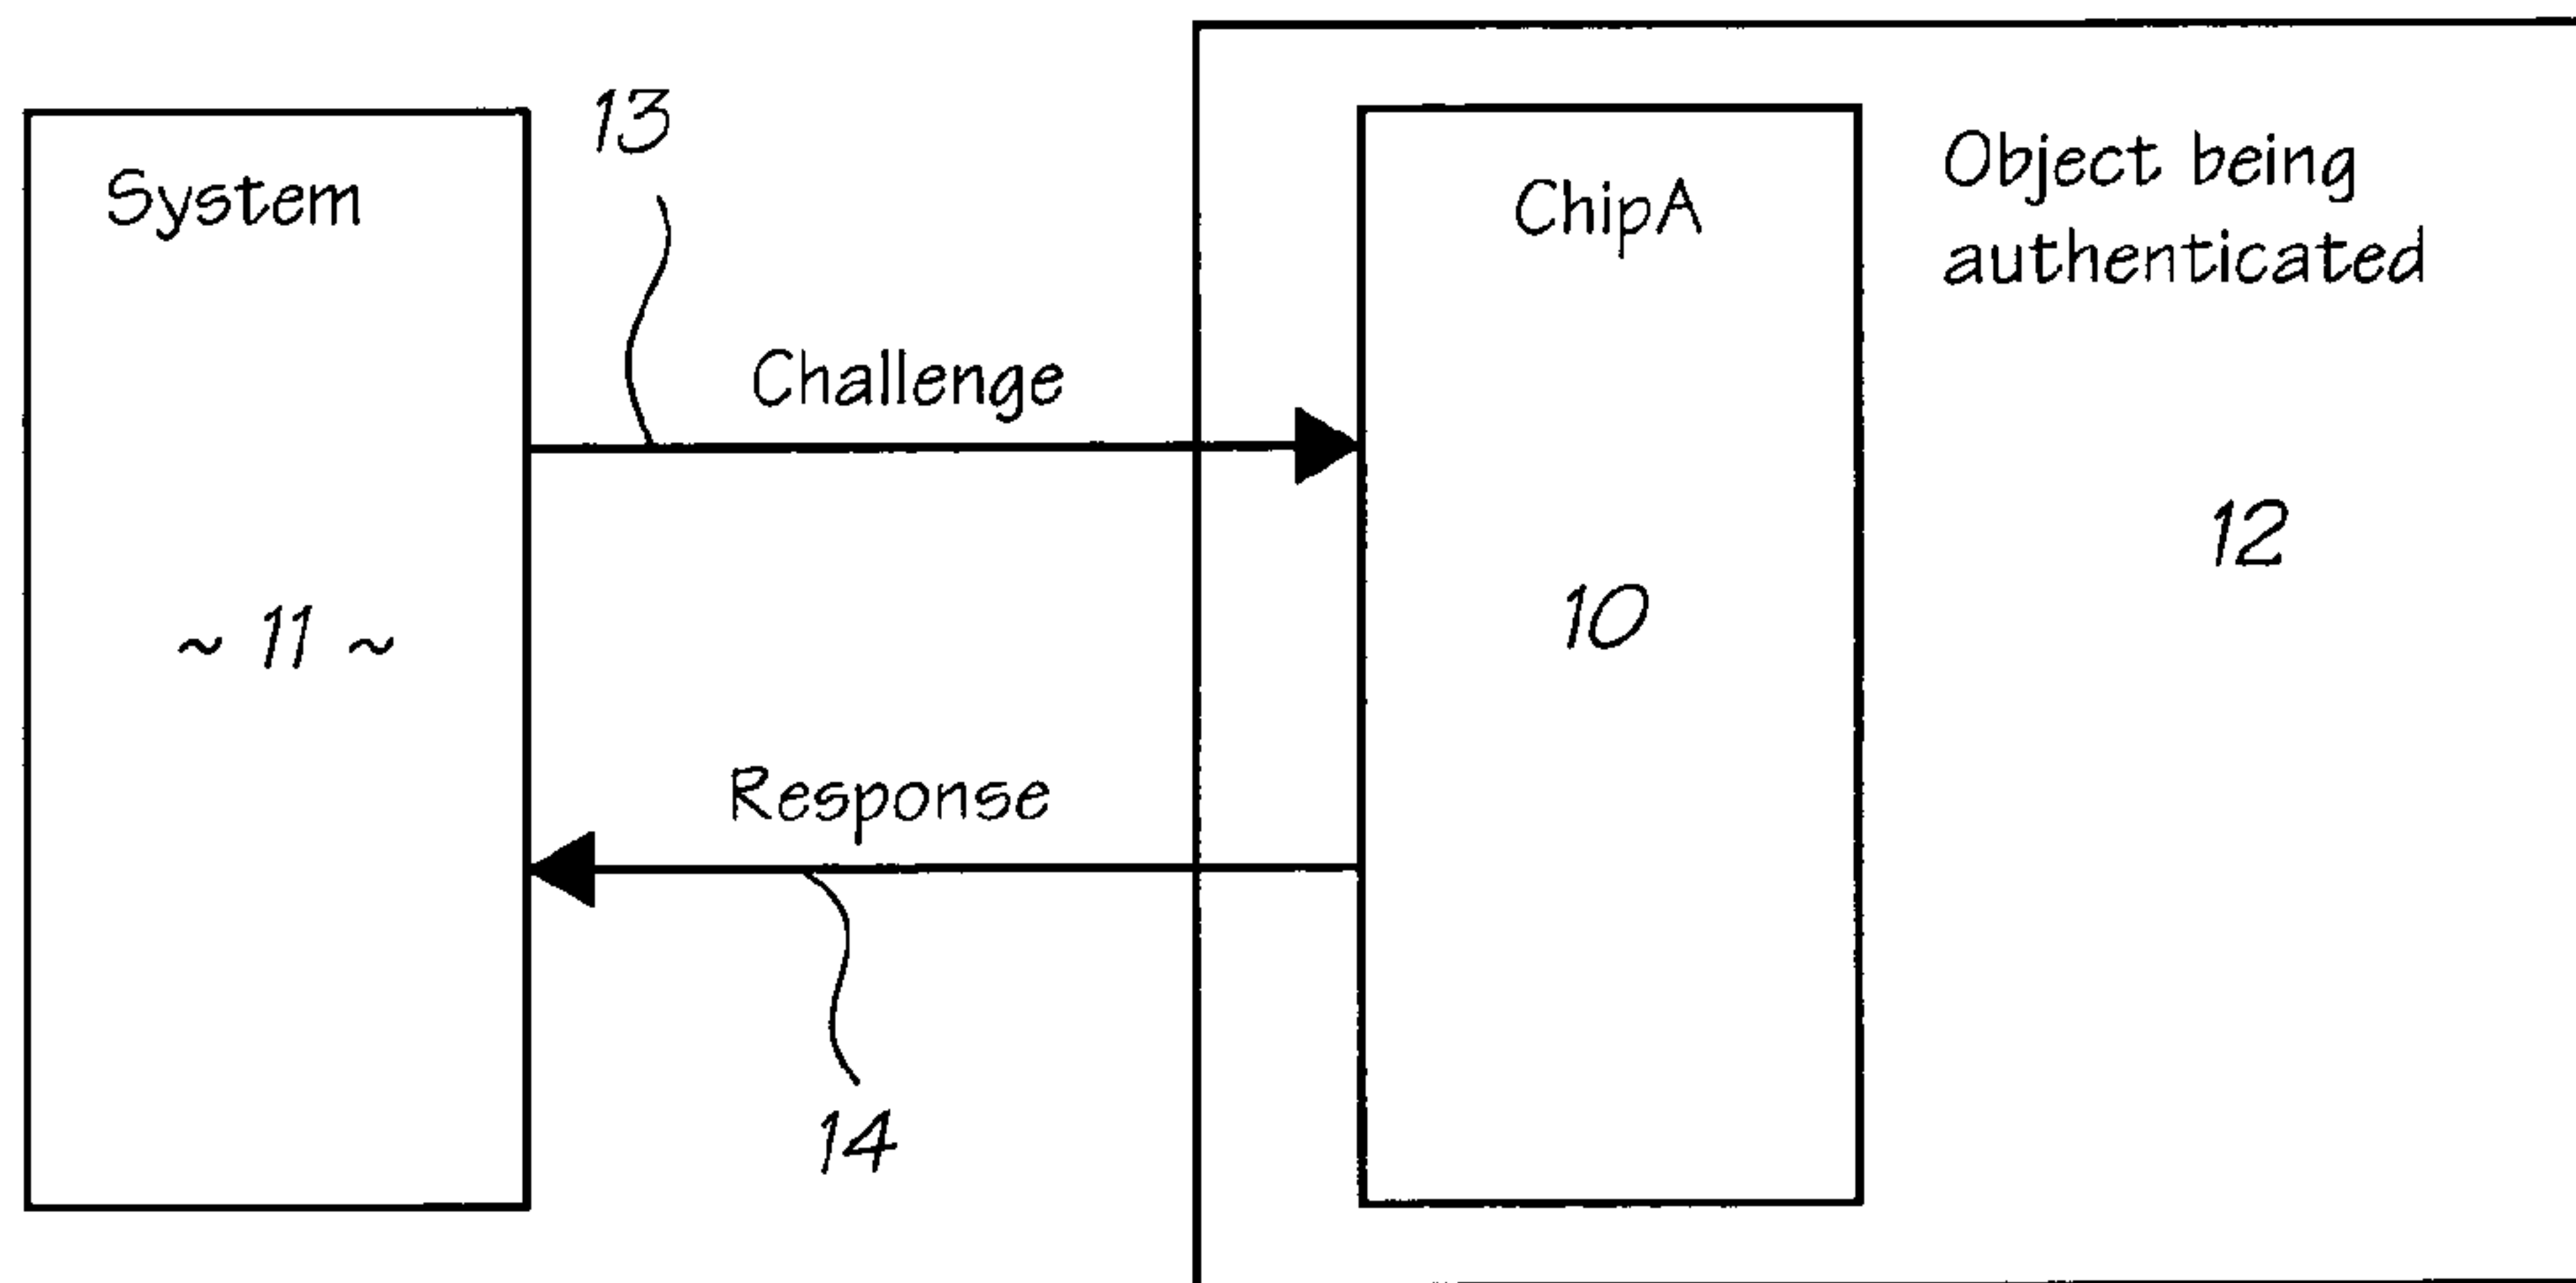 13
System
ChipA
Object being
authenticated
Challenge
12
10
~ 11 ~
Response
14